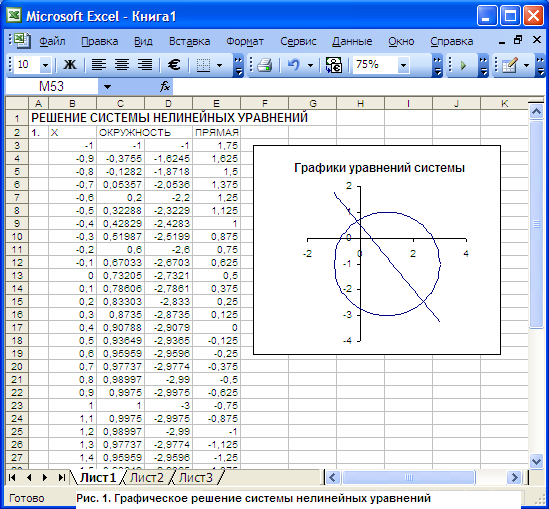 Microsoft Excel - Книга1
Файл Правка Вид Вставка Формат Сервис Данные Окно Справка
10 Ж € 75%
M53 fx
A B C D E F G H I J K
1 РЕШЕНИЕ СИСТЕМЫ НЕЛИНЕЙНЫХ УРАВНЕНИЙ
2 1. X ОКРУЖНОСТЬ ПРЯМАЯ
3 -1 -1 -1 1,75
4 -0,9 -0,3755 -1,6245 1,625
5 -0,8 -0,1282 -1,8718 1,5
6 -0,7 0,05357 -2,0536 1,375
7 -0,6 0,2 -2,2 1,25
8 -0,5 0,32288 -2,3229 1,125
9 -0,4 0,42829 -2,4283 1
10 -0,3 0,51987 -2,5199 0,875
11 -0,2 0,6 -2,6 0,75
12 -0,1 0,67033 -2,6703 0,625
13 0 0,73205 -2,7321 0,5
14 0,1 0,78606 -2,7861 0,375
15 0,2 0,83303 -2,833 0,25
16 0,3 0,8735 -2,8735 0,125
17 0,4 0,90788 -2,9079 0
18 0,5 0,93649 -2,9365 -0,125
19 0,6 0,95959 -2,9596 -0,25
20 0,7 0,97737 -2,9774 -0,375
21 0,8 0,98997 -2,99 -0,5
22 0,9 0,9975 -2,9975 -0,625
23 1 1 -3 -0,75
24 1,1 0,9975 -2,9975 -0,875
25 1,2 0,98997 -2,99 -1
26 1,3 0,97737 -2,9774 -1,125
27 1,4 0,95959 -2,9596 -1,25
Графики уравнений системы
2
1
0
-2 0 2 4
-1
-2
-3
-4
Лист1 Лист2 Лист3
Готово
Рис. 1. Графическое решение системы нелинейных уравнений